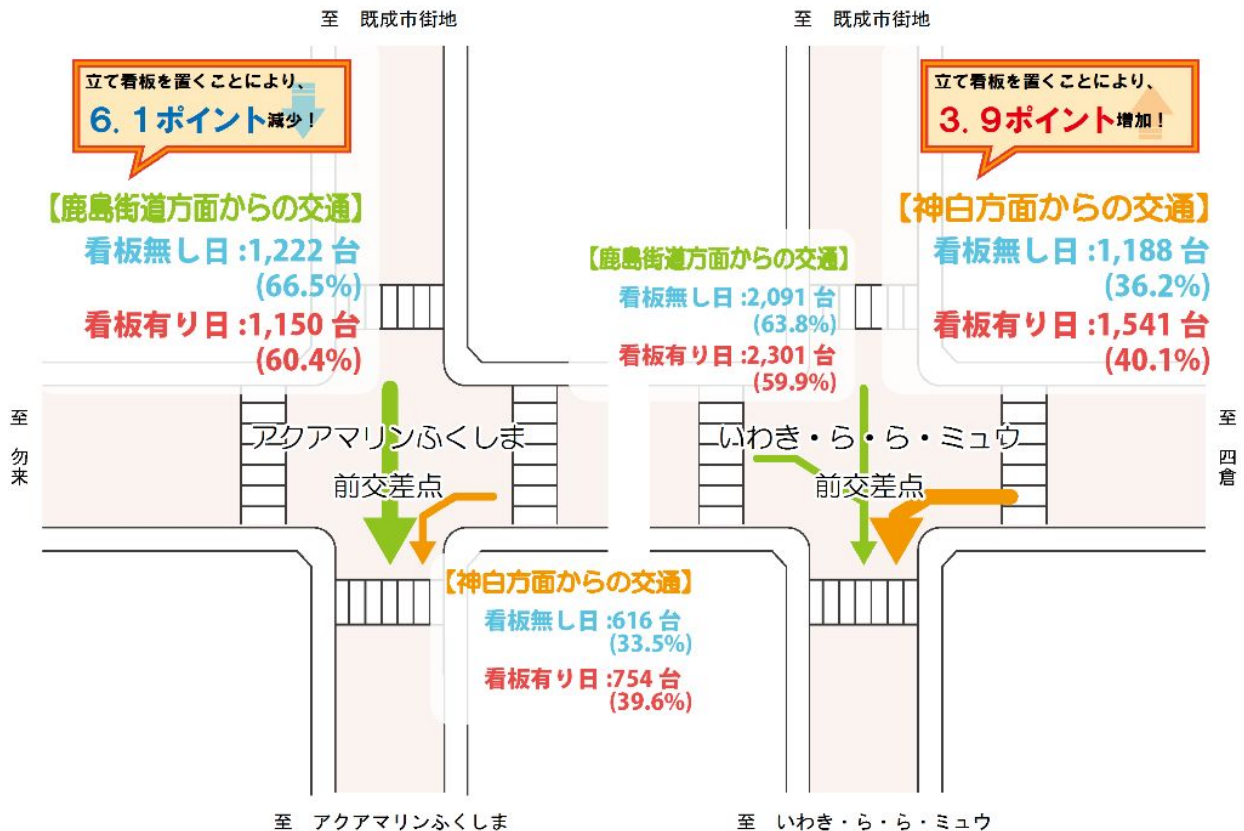 至 既成市街地
立て看板を置くことにより、
6.1ポイント減少！
【鹿島街道方面からの交通】
看板無し日:1,222 台
(66.5%)
看板有り日:1,150 台
(60.4%)
至 勿来
アクアマリンふくしま
前交差点
【神白方面からの交通】
看板無し日:616 台
(33.5%)
看板有り日:754 台
(39.6%)
至 アクアマリンふくしま
至 既成市街地
立て看板を置くことにより、
3.9ポイント増加！
【神白方面からの交通】
看板無し日:1,188 台
(36.2%)
看板有り日:1,541 台
(40.1%)
【鹿島街道方面からの交通】
看板無し日:2,091 台
(63.8%)
看板有り日:2,301 台
(59.9%)
いわき・ら・ら・ミュウ
前交差点
至 四倉
至 いわき・ら・ら・ミュウ